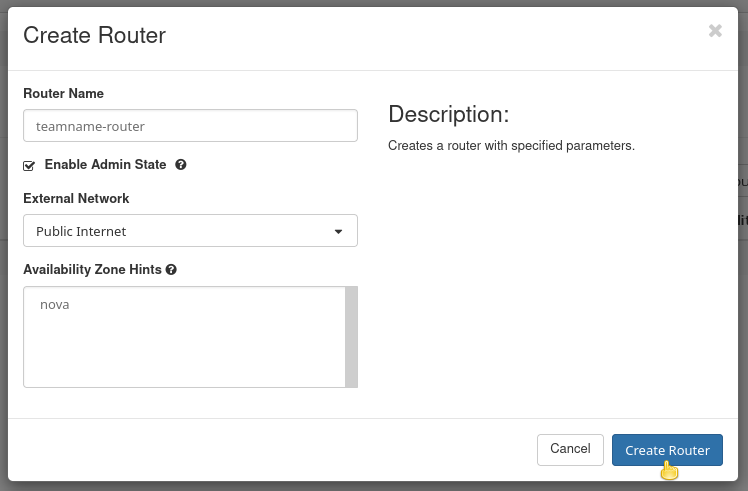 Create Router
Router Name
teamname-router
Enable Admin State
External Network
Public Internet
Availability Zone Hints
nova
Description:
Creates a router with specified parameters.
Cancel
Create Router